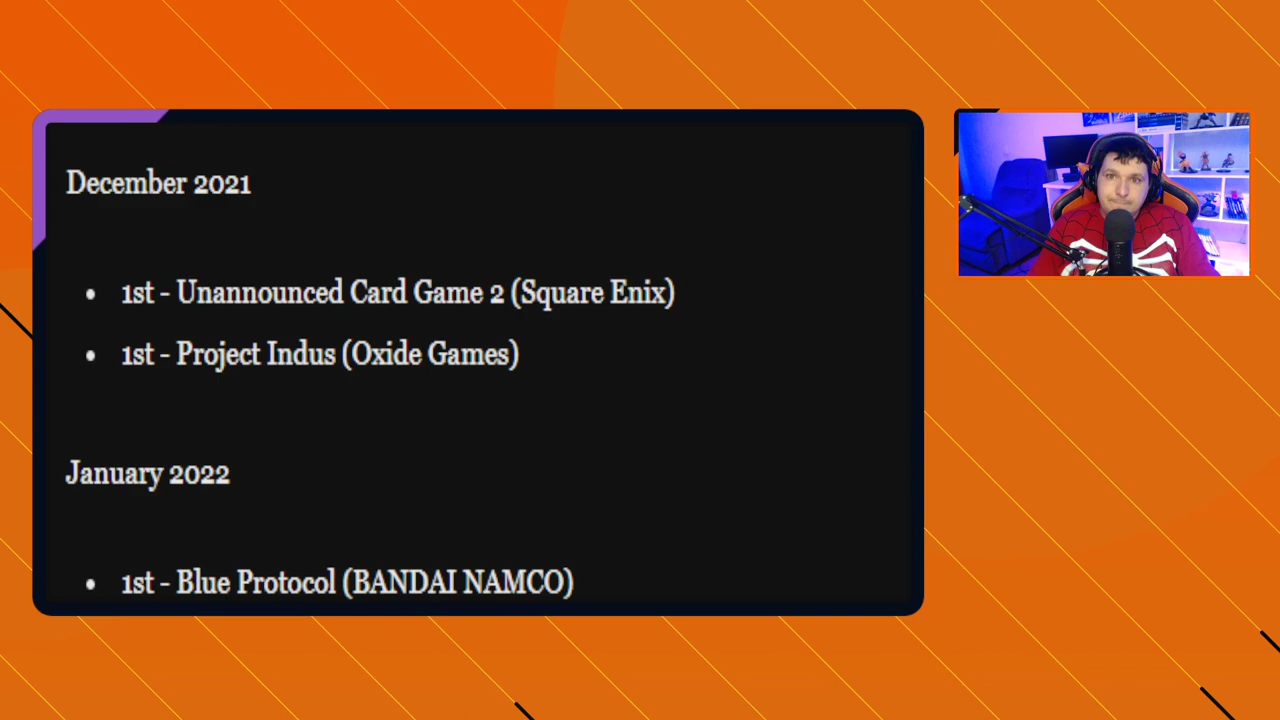 December 2021
• 1st - Unannounced Card Game 2 (Square Enix)
• 1st - Project Indus (Oxide Games)
January 2022
• 1st - Blue Protocol (BANDAI NAMCO)